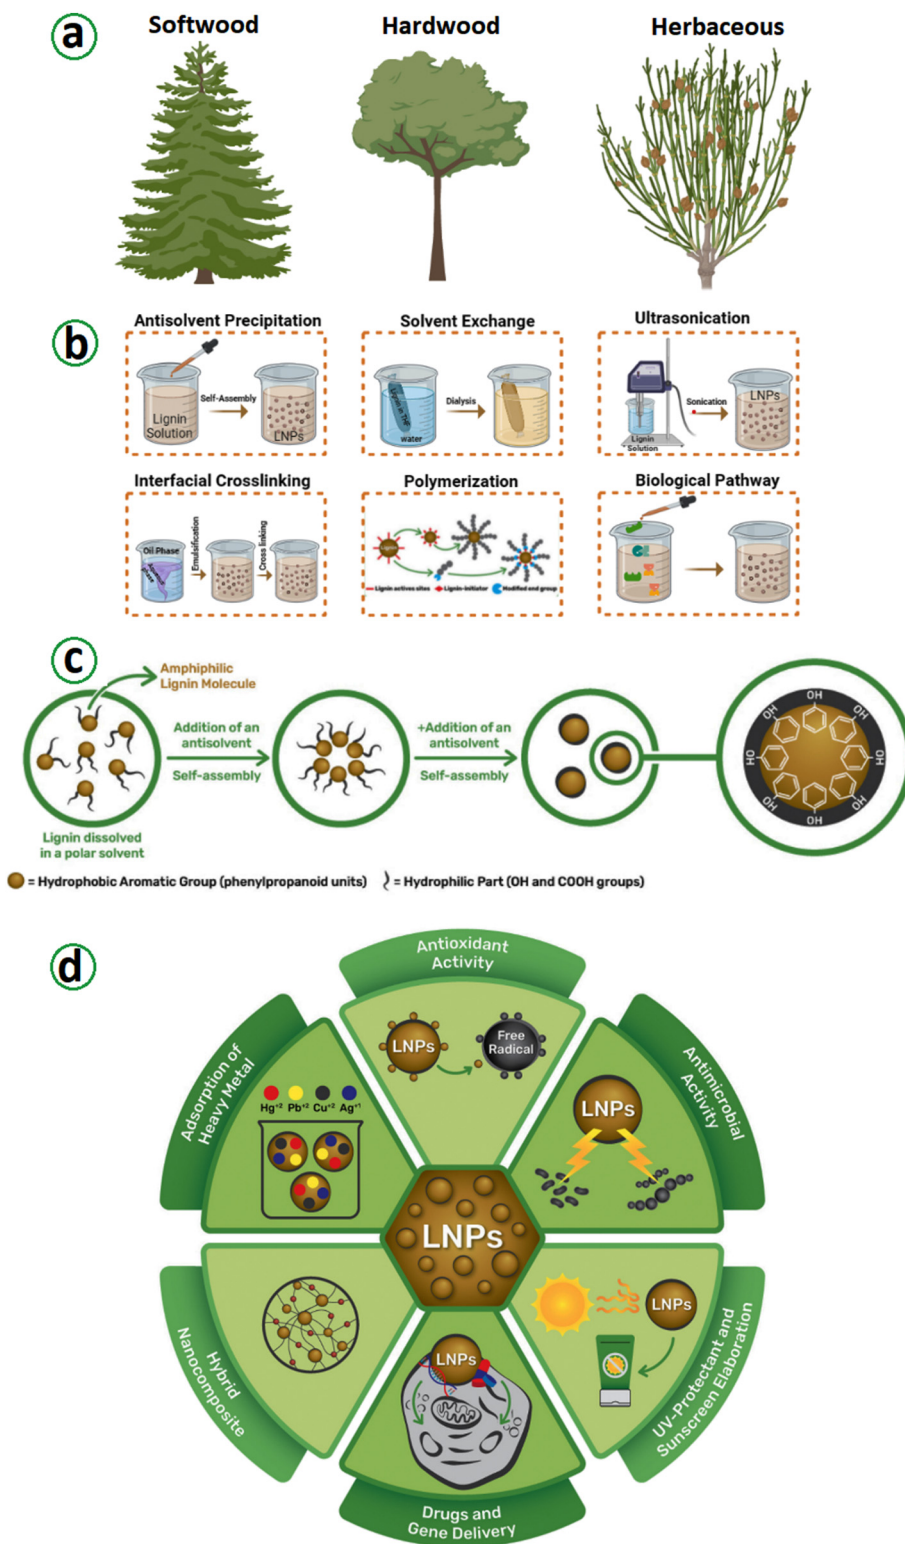 a
Softwood
Hardwood
Herbaceous
b
Antisolvent Precipitation
Lignin
Solution
Self-Assembly
LNPs
Solvent Exchange
Lignin in THF
water
Dialysis
Ultrasonication
Lignin
Solution
Sonication
LNPs
Interfacial Crosslinking
Oil Phase
Emulsification
Cross linking
Polymerization
Lignin actives sites
Lignin-initiator
Modified end group
Biological Pathway
c
Amphiphilic
Lignin Molecule
Lignin dissolved
in a polar solvent
Addition of an
antisolvent
Self-assembly
+Addition of an
antisolvent
Self-assembly
OH
OH
OH
HO
OH
OH
OH
OH
= Hydrophobic Aromatic Group (phenylpropanoid units)
= Hydrophilic Part (OH and COOH groups)
d
Antioxidant
Activity
LNPs
Free
Radical
Antimicrobial
Activity
LNPs
UV-Protectant and
Sunscreen Elaboration
LNPs
Drugs and
Gene Delivery
LNPs
Hybrid
Nanocomposite
Adsorption of
Heavy Metal
Hg+2 Pb+2 Cu+2 Ag+1
LNPs